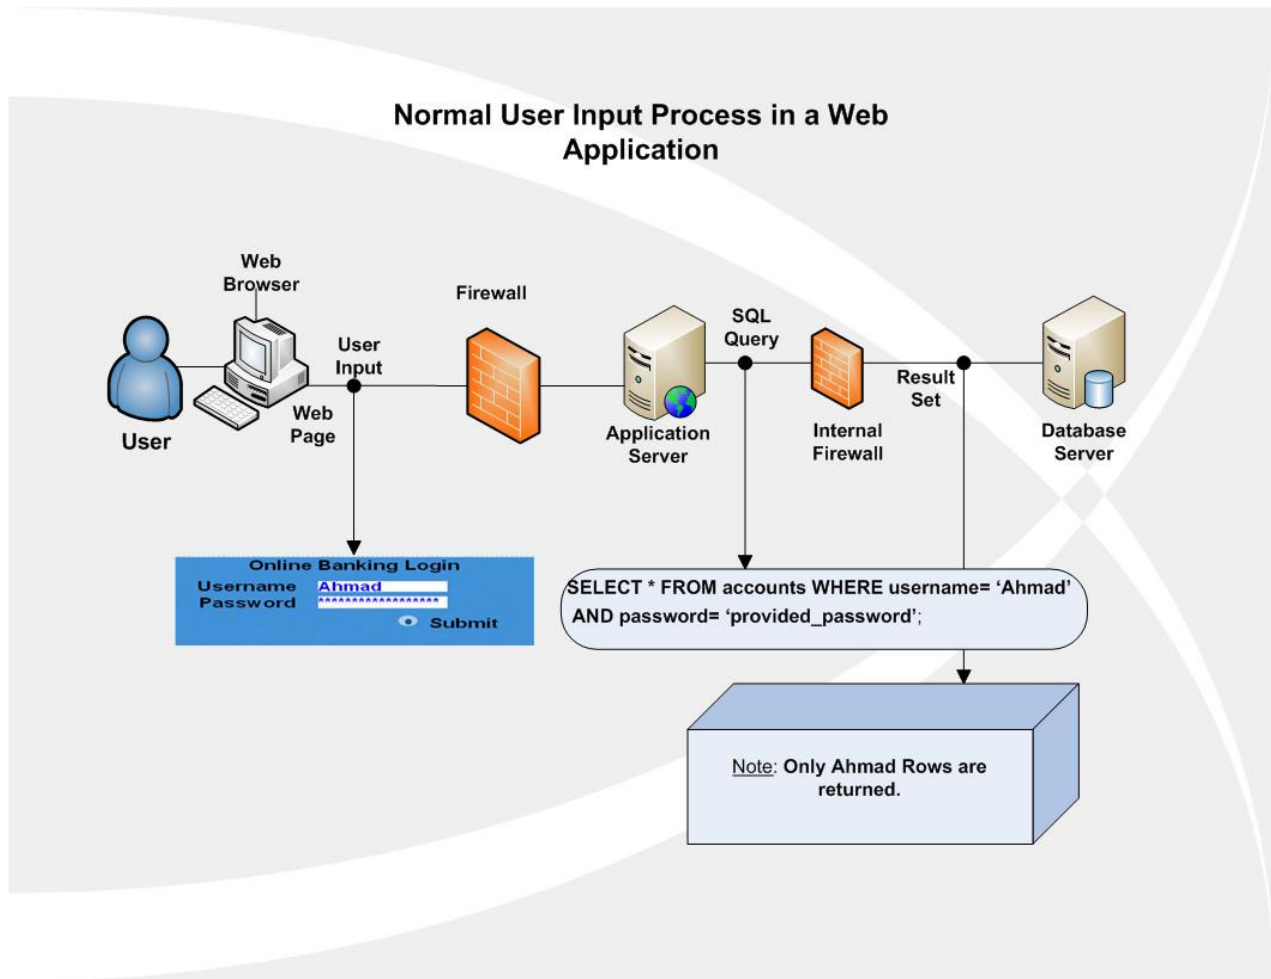 Normal User Input Process in a Web
Application
Web
Browser
Firewall
User
Input
SQL
Query
Result
Set
Web
Page
User
Application
Server
Internal
Firewall
Database
Server
Online Banking Login
Username Ahmad
Password ******************
Submit
SELECT * FROM accounts WHERE username= ‘Ahmad’
AND password= ‘provided_password’;
Note: Only Ahmad Rows are
returned.